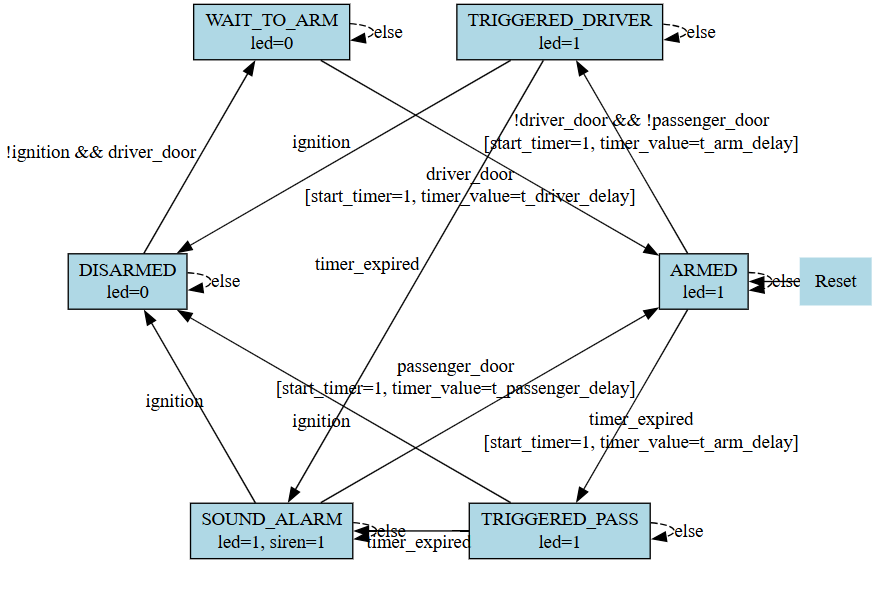 WAIT_TO_ARM
led=0
else
TRIGGERED_DRIVER
led=1
else
!driver_door && !passenger_door
[start_timer=1, timer_value=t_arm_delay]
ignition
!ignition && driver_door
driver_door
[start_timer=1, timer_value=t_driver_delay]
timer_expired
DISARMED
led=0
else
ARMED
led=1
else
Reset
passenger_door
[start_timer=1, timer_value=t_passenger_delay]
ignition
ignition
timer_expired
[start_timer=1, timer_value=t_arm_delay]
SOUND_ALARM
led=1, siren=1
else
timer_expired
TRIGGERED_PASS
led=1
else